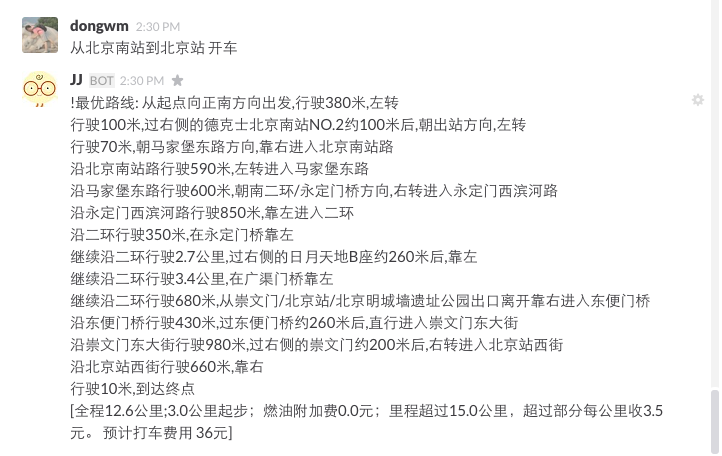 dongwm 2:30 PM
从北京南站到北京站 开车
JJ BOT 2:30 PM
!最优路线: 从起点向正南方向出发,行驶380米,左转
行驶100米,过右侧的德克士北京南站NO.2约100米后,朝出站方向,左转
行驶70米,朝马家堡东路方向,靠右进入北京南站路
沿北京南站路行驶590米,左转进入马家堡东路
沿马家堡东路行驶600米,朝南二环/永定门桥方向,右转进入永定门西滨河路
沿永定门西滨河路行驶850米,靠左进入二环
沿二环行驶350米,在永定门桥靠左
继续沿二环行驶2.7公里,过右侧的日月天地B座约260米后,靠左
继续沿二环行驶3.4公里,在广渠门桥靠左
继续沿二环行驶680米,从崇文门/北京站/北京明城墙遗址公园出口离开靠右进入东便门桥
沿东便门桥行驶430米,过东便门桥约260米后,直行进入崇文门东大街
沿崇文门东大街行驶980米,过右侧的崇文门约200米后,右转进入北京站西街
沿北京站西街行驶660米,靠右
行驶10米,到达终点
[全程12.6公里;3.0公里起步；燃油附加费0.0元；里程超过15.0公里，超过部分每公里收3.5
元。 预计打车费用 36元]